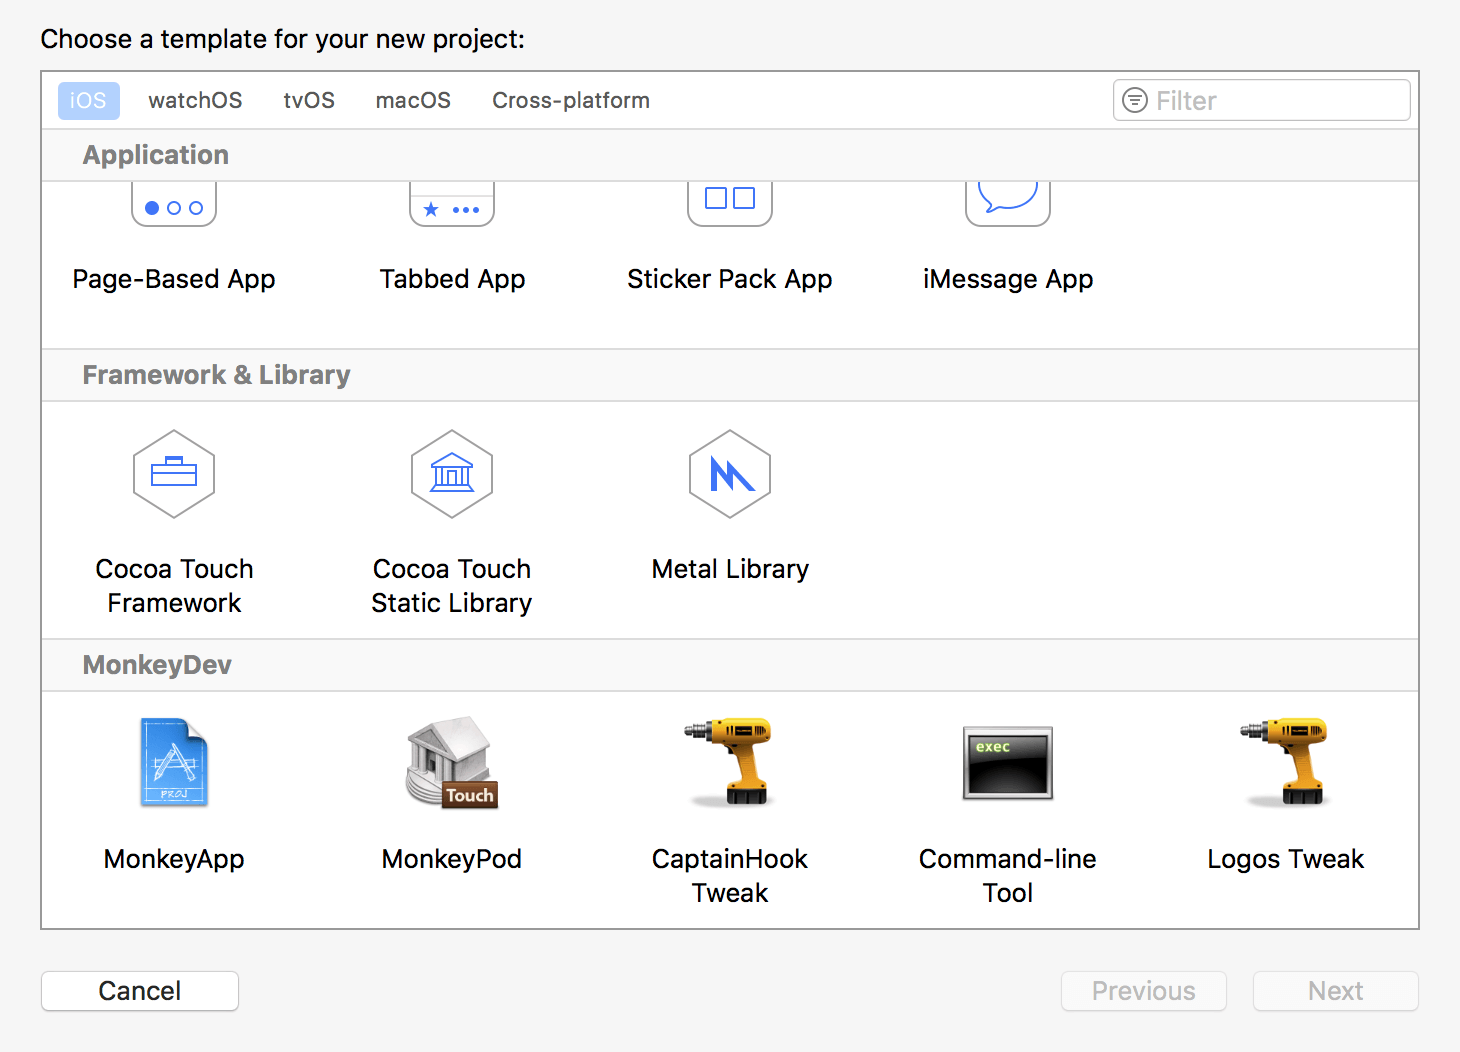 Choose a template for your new project:
iOS watchOS tvOS macOS Cross-platform Filter
Application
Page-Based App Tabbed App Sticker Pack App iMessage App
Framework & Library
Cocoa Touch Cocoa Touch Metal Library
Framework Static Library
MonkeyDev
PROJ Touch exec
MonkeyApp MonkeyPod CaptainHook Command-line Logos Tweak
Tweak Tool
Cancel Previous Next